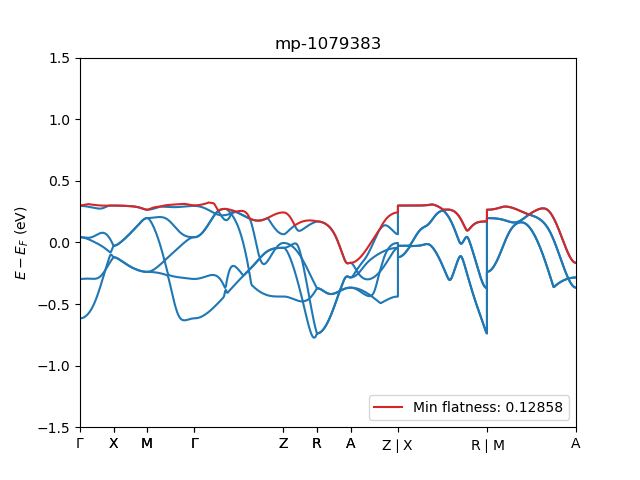 mp-1079383
E − E_F (eV)
1.5
1.0
0.5
0.0
−0.5
−1.0
−1.5
Min flatness: 0.12858
Γ X M Γ Z R A Z | X R | M A